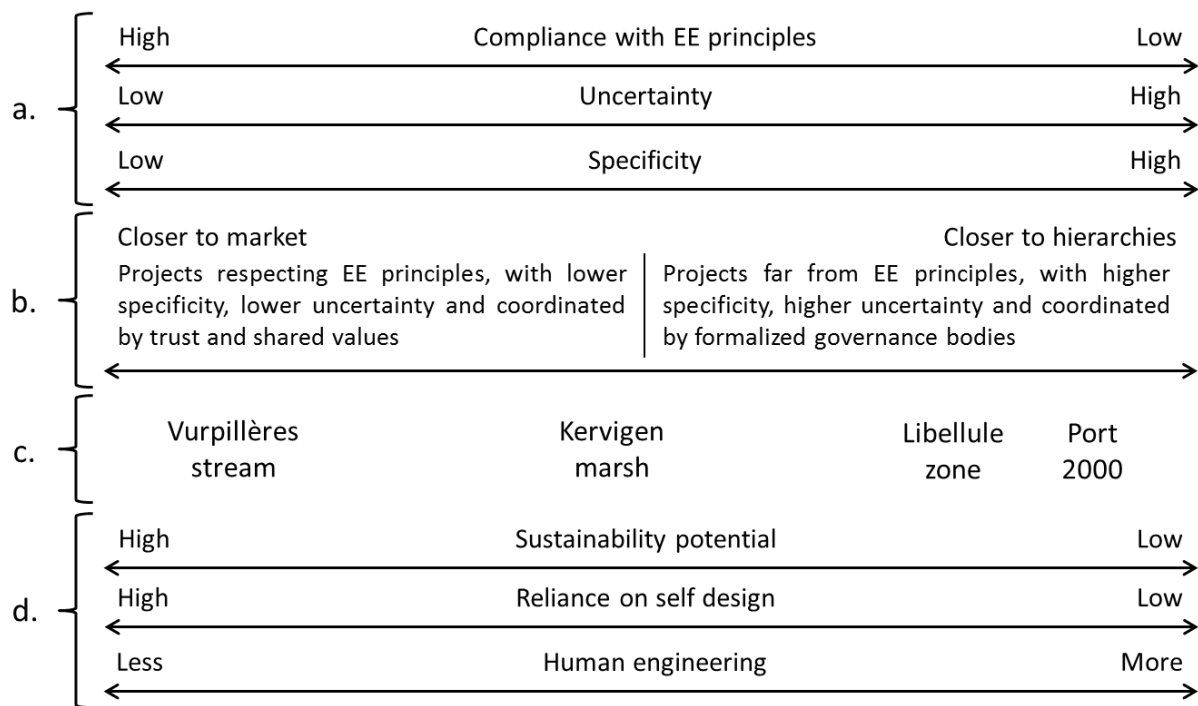 a.
High Compliance with EE principles Low
Low Uncertainty High
Low Specificity High
b.
Closer to market Closer to hierarchies
Projects respecting EE principles, with lower
specificity, lower uncertainty and coordinated
by trust and shared values
Projects far from EE principles, with higher
specificity, higher uncertainty and coordinated
by formalized governance bodies
c.
Vurpillères
stream
Kervigen
marsh
Libellule
zone
Port
2000
d.
High Sustainability potential Low
High Reliance on self design Low
Less Human engineering More